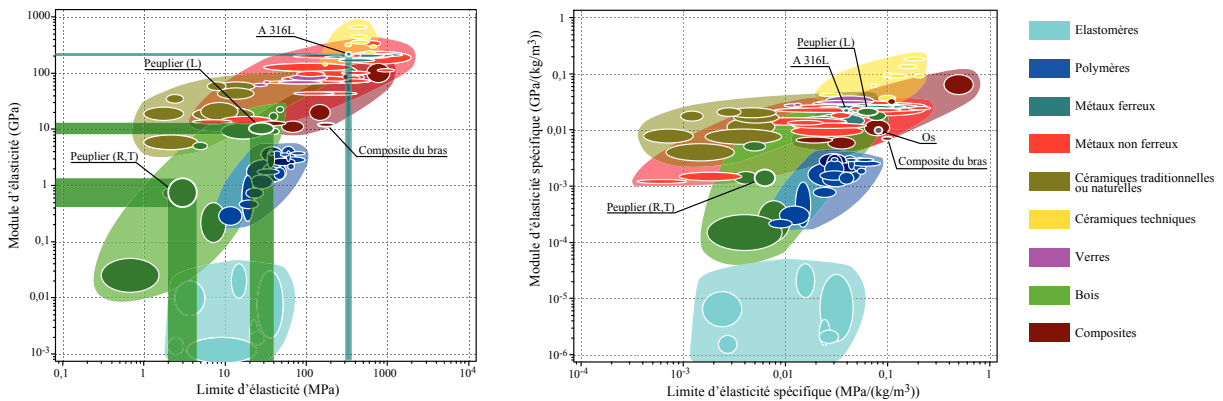 1000
100
10
1
0,1
0,01
10-3
Module d'élasticité (GPa)
A 316L
Peuplier (L)
Peuplier (R,T)
Composite du bras
0,1
1
10
100
1000
Limite d'élasticité (MPa)
1
0,1
0,01
10-3
10-4
10-5
10-6
Module d'élasticité spécifique (GPa/(kg/m3)
Peuplier (L)
A 316L
Os
Composite du bras
Peuplier (R,T)
10-4
10-3
0,01
0,1
1
Limite d'élasticité spécifique (MPa/(kg/m3))
Elastomères
Polymères
Métaux ferreux
Métaux non ferreux
Céramiques traditionnelles
ou naturelles
Céramiques techniques
Verres
Bois
Composites